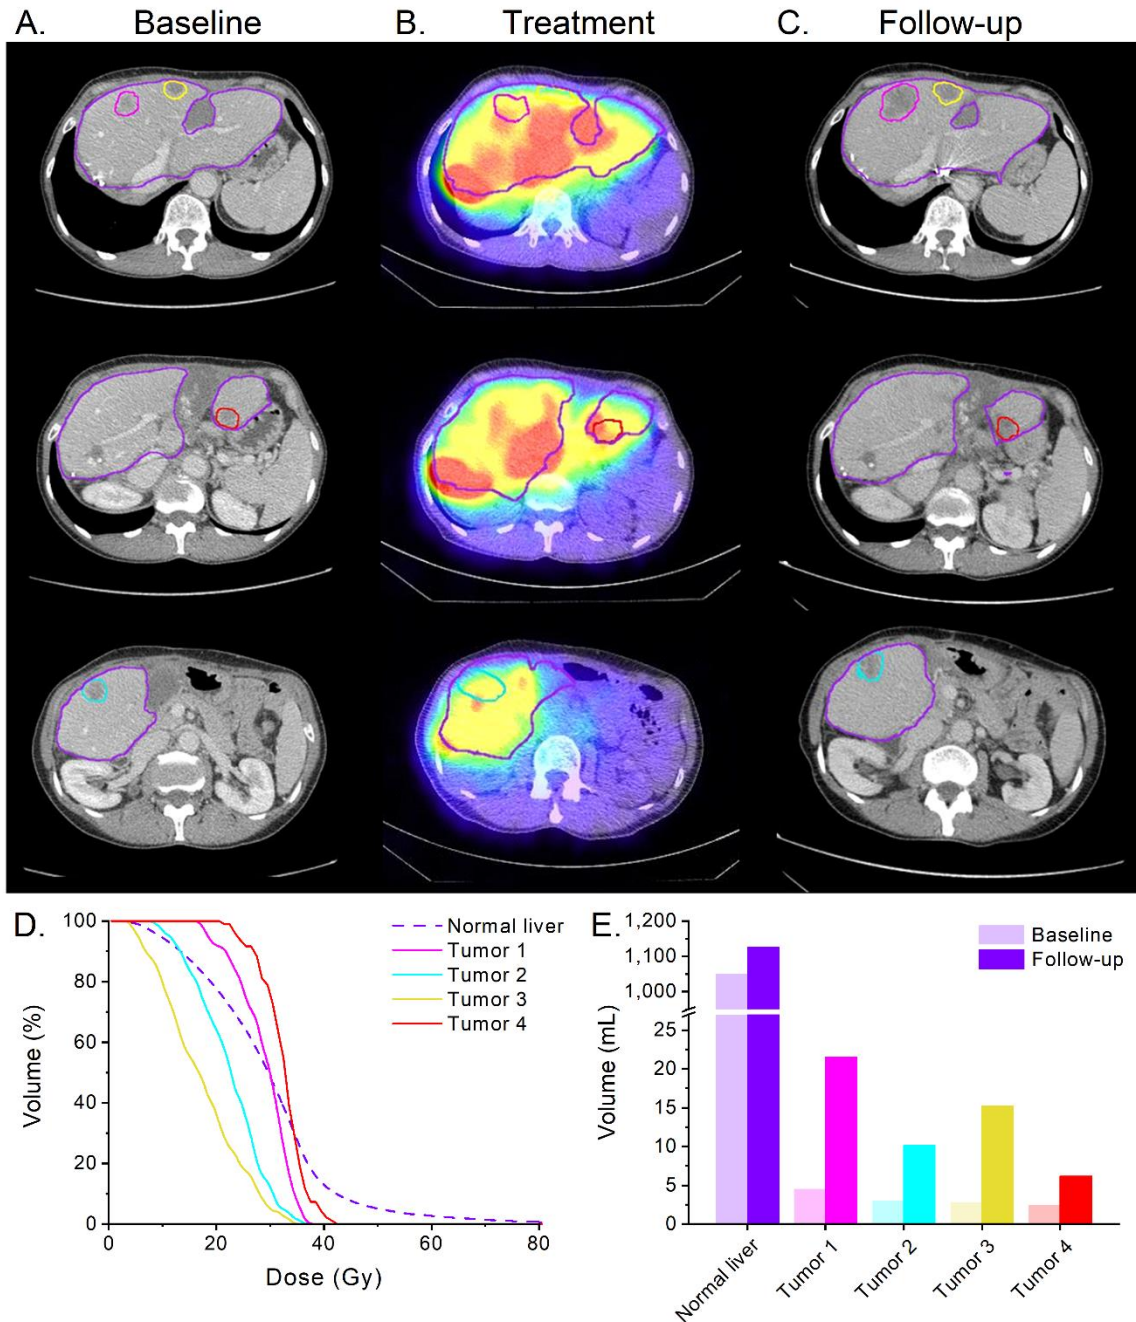 A. Baseline
B. Treatment
C. Follow-up
D.
Volume (%)
100
80
60
40
20
0
0 20 40 60 80
Dose (Gy)
Normal liver
Tumor 1
Tumor 2
Tumor 3
Tumor 4
E.
Volume (mL)
1,200
1,100
1,000
25
20
15
10
5
0
Baseline
Follow-up
Normal liver
Tumor 1
Tumor 2
Tumor 3
Tumor 4